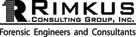 RIMKUS
CONSULTING GROUP, INC.
Forensic Engineers and Consultants